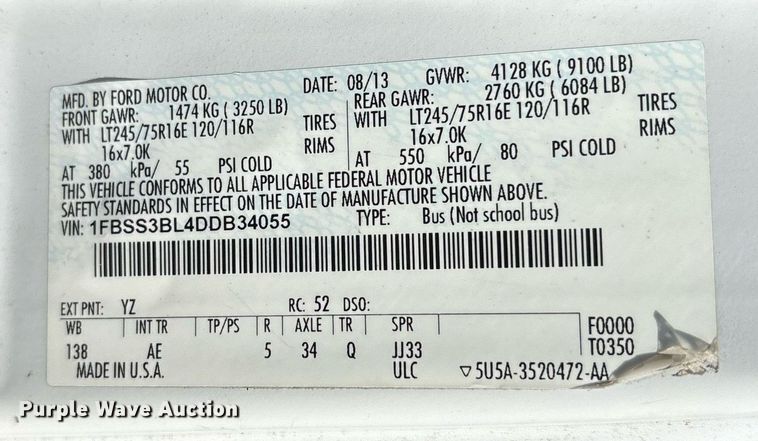 MFD. BY FORD MOTOR CO. DATE: 08/13 GVWR: 4128 KG ( 9100 LB)
FRONT GAWR: 1474 KG ( 3250 LB) REAR GAWR: 2760 KG ( 6084 LB)
WITH LT245/75R16E 120/116R TIRES WITH LT245/75R16E 120/116R TIRES
16x7.0K RIMS 16x7.0K RIMS
AT 380 kPa/ 55 PSI COLD AT 550 kPa/ 80 PSI COLD
THIS VEHICLE CONFORMS TO ALL APPLICABLE FEDERAL MOTOR VEHICLE
SAFETY STANDARDS IN EFFECT ON THE DATE OF MANUFACTURE SHOWN ABOVE.
VIN: 1FBSS3BL4DDB34055 TYPE: Bus (Not school bus)
EXT PNT: YZ RC: 52 DSO:
WB INT TR TP/PS R AXLE TR SPR F0000
138 AE 5 34 Q JJ33 T0350
MADE IN U.S.A. ULC ▽5U5A-3520472-AA
Purple Wave Auction